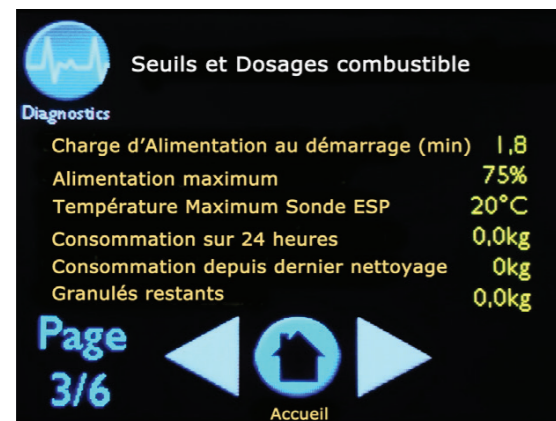 Seuils et Dosages combustible
Diagnostics
Charge d'Alimentation au démarrage (min) 1,8
Alimentation maximum 75%
Température Maximum Sonde ESP 20°C
Consommation sur 24 heures 0,0kg
Consommation depuis dernier nettoyage 0kg
Granulés restants 0,0kg
Page
3/6
Accueil